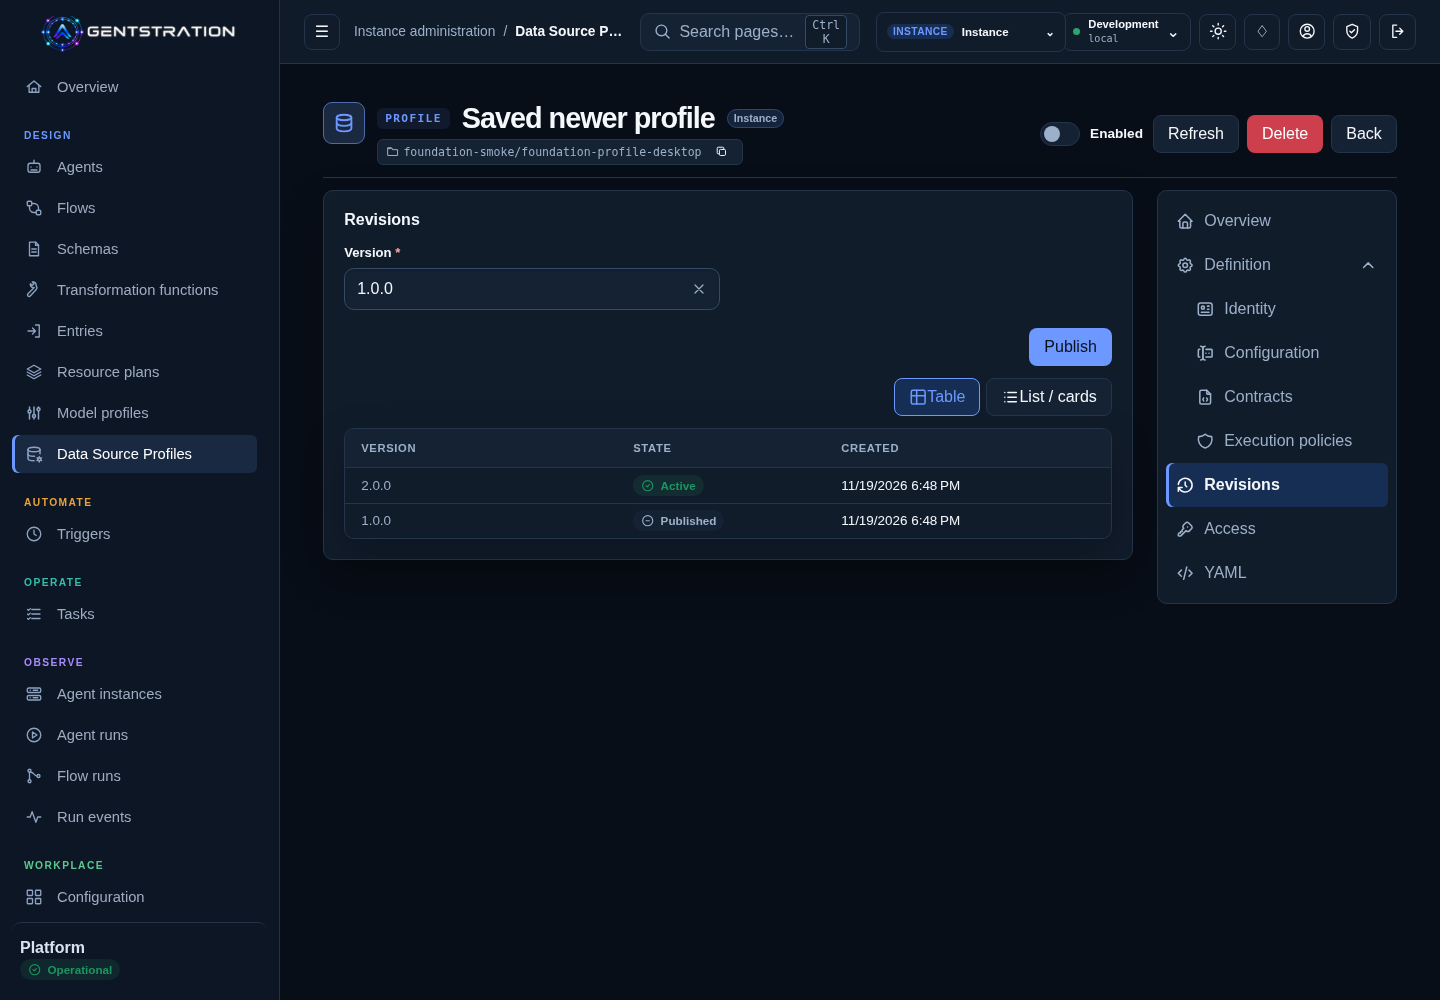 GENTSTRATION
Overview
DESIGN
Agents
Flows
Schemas
Transformation functions
Entries
Resource plans
Model profiles
Data Source Profiles
AUTOMATE
Triggers
OPERATE
Tasks
OBSERVE
Agent instances
Agent runs
Flow runs
Run events
WORKPLACE
Configuration
Platform
Operational
Instance administration / Data Source P…
Search pages… Ctrl K
INSTANCE Instance
Development
local
PROFILE Saved newer profile Instance
foundation-smoke/foundation-profile-desktop
Enabled Refresh Delete Back
Revisions
Version *
1.0.0
Publish
Table List / cards
VERSION STATE CREATED
2.0.0 Active 11/19/2026 6:48 PM
1.0.0 Published 11/19/2026 6:48 PM
Overview
Definition
Identity
Configuration
Contracts
Execution policies
Revisions
Access
YAML